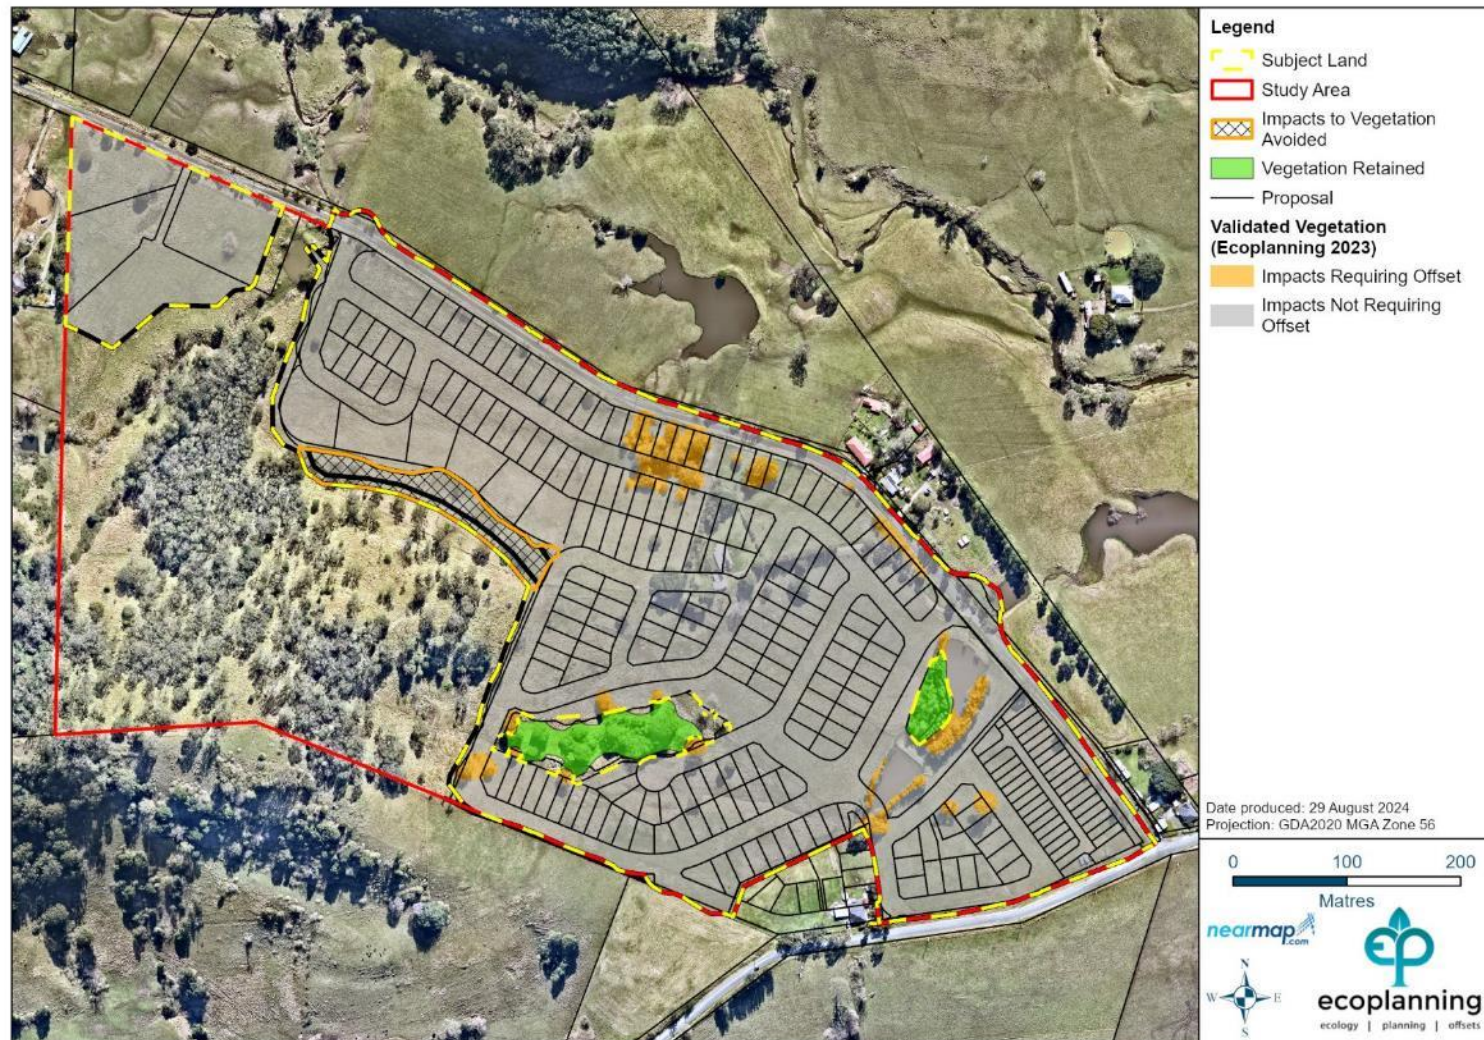 Legend
Subject Land
Study Area
Impacts to Vegetation
Avoided
Vegetation Retained
Proposal
Validated Vegetation
(Ecoplanning 2023)
Impacts Requiring Offset
Impacts Not Requiring
Offset
Date produced: 29 August 2024
Projection: GDA2020 MGA Zone 56
0 100 200
Matres
nearmap
.com
N
W E
S
ep
ecoplanning
ecology | planning | offsets